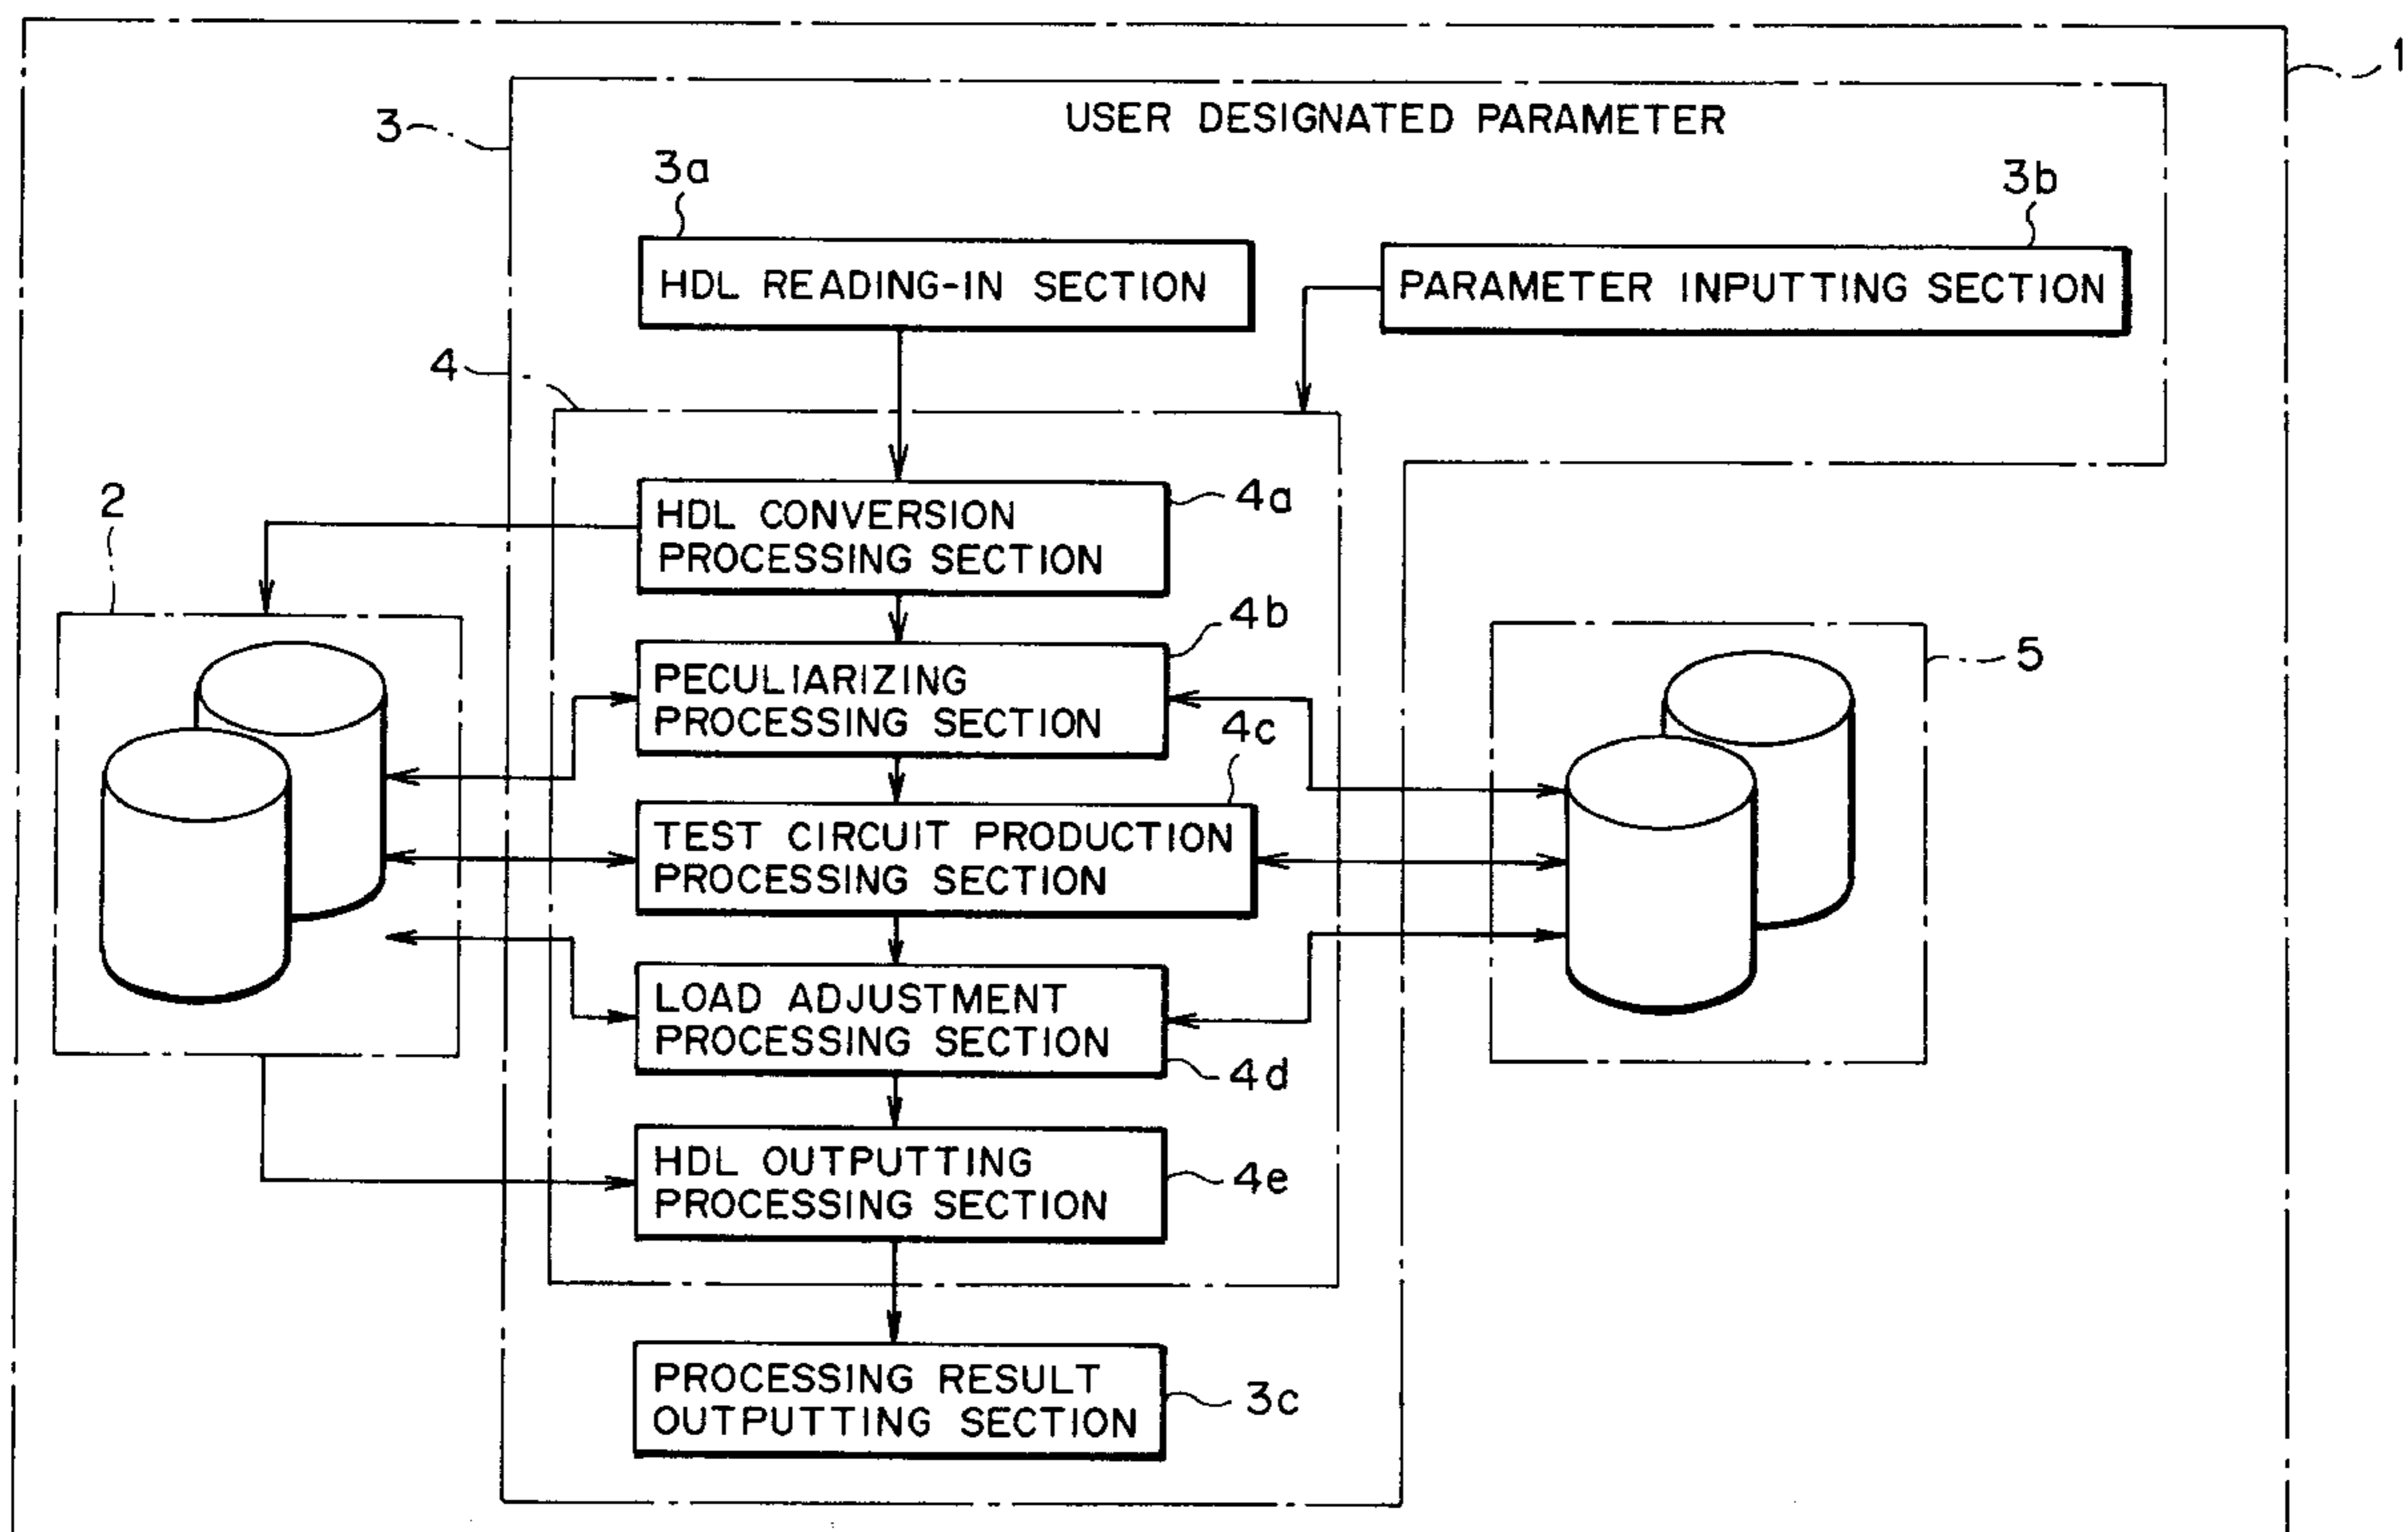 1
USER DESIGNATED PARAMETER
3
3a
3b
HDL READING-IN SECTION
PARAMETER INPUTTING SECTION
4
2
HDL CONVERSION
PROCESSING SECTION
4a
4b
PECULIARIZING
PROCESSING SECTION
5
4c
TEST CIRCUIT PRODUCTION
PROCESSING SECTION
LOAD ADJUSTMENT
PROCESSING SECTION
4d
HDL OUTPUTTING
PROCESSING SECTION
4e
PROCESSING RESULT
OUTPUTTING SECTION
3c